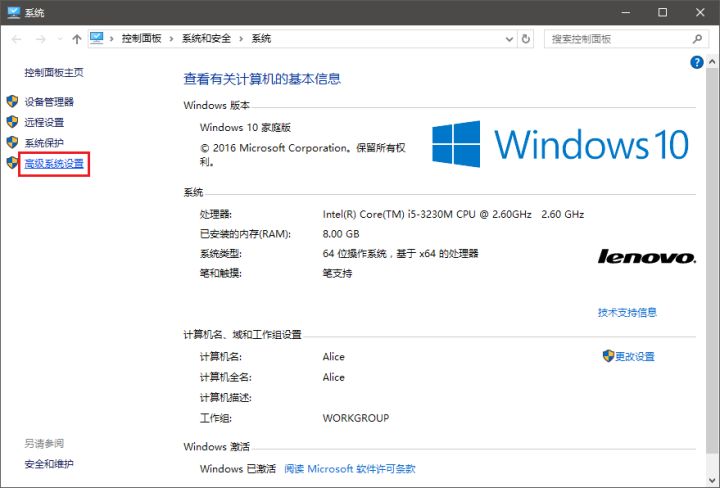 系统
控制面板 系统和安全 系统
搜索控制面板
控制面板主页
设备管理器
远程设置
系统保护
高级系统设置
查看有关计算机的基本信息
Windows 版本
Windows 10 家庭版
© 2016 Microsoft Corporation。保留所有权
利。
Windows 10
系统
处理器: Intel(R) Core(TM) i5-3230M CPU @ 2.60GHz 2.60 GHz
已安装的内存(RAM): 8.00 GB
系统类型: 64 位操作系统，基于 x64 的处理器
笔和触摸: 笔支持
lenovo.
技术支持信息
计算机名、域和工作组设置
计算机名: Alice
更改设置
计算机全名: Alice
计算机描述:
工作组: WORKGROUP
Windows 激活
Windows 已激活 阅读 Microsoft 软件许可条款
另请参阅
安全和维护